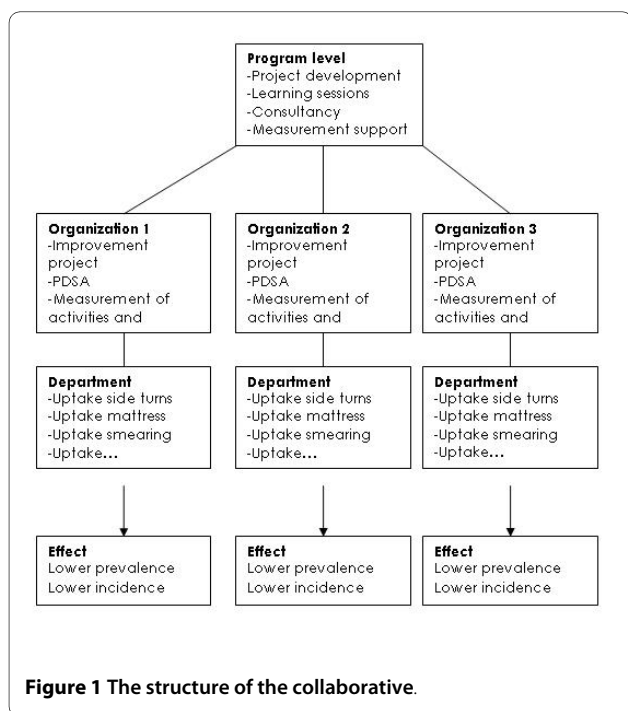 Program level
-Project development
-Learning sessions
-Consultancy
-Measurement support
Organization 1
-Improvement
project
-PDSA
-Measurement of
activities and
Organization 2
-Improvement
project
-PDSA
-Measurement of
activities and
Organization 3
-Improvement
project
-PDSA
-Measurement of
activities and
Department
-Uptake side turns
-Uptake mattress
-Uptake smearing
-Uptake...
Department
-Uptake side turns
-Uptake mattress
-Uptake smearing
-Uptake...
Department
-Uptake side turns
-Uptake mattress
-Uptake smearing
-Uptake...
Effect
Lower prevalence
Lower incidence
Effect
Lower prevalence
Lower incidence
Effect
Lower prevalence
Lower incidence
Figure 1 The structure of the collaborative.